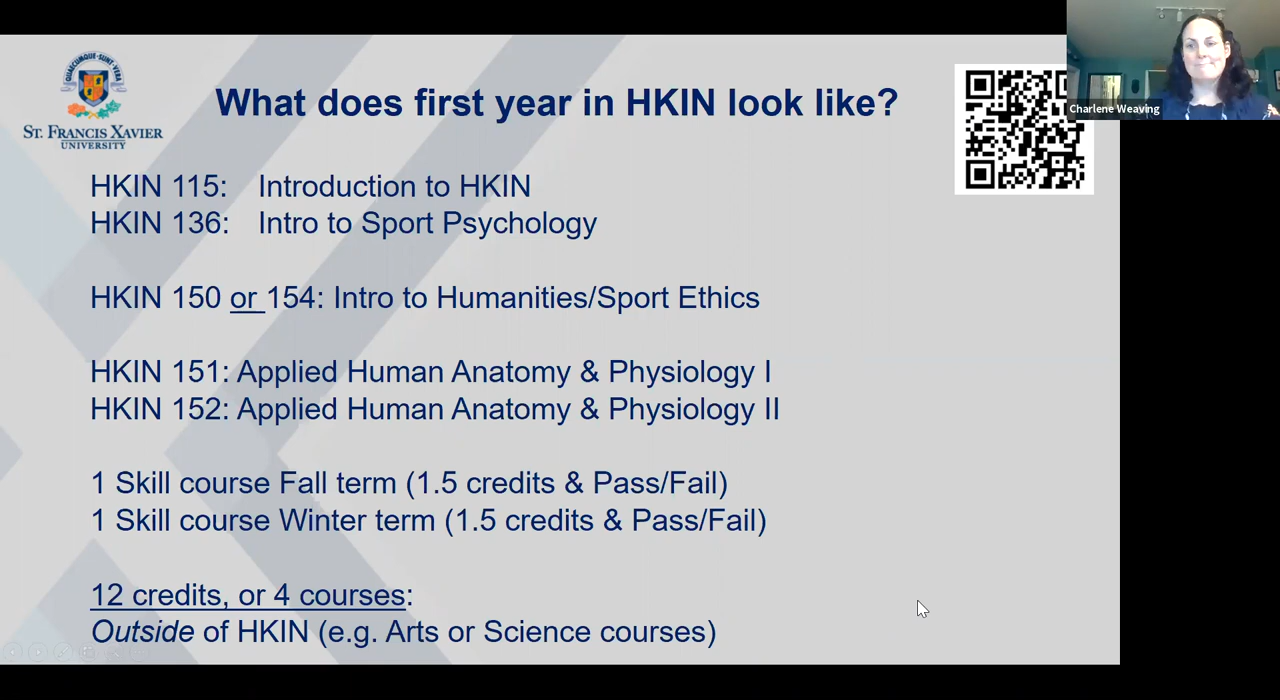 QUAECUMQUE·SUNT·VERA
ST. FRANCIS XAVIER
UNIVERSITY
What does first year in HKIN look like?
Charlene Weaving
HKIN 115: Introduction to HKIN
HKIN 136: Intro to Sport Psychology
HKIN 150 or 154: Intro to Humanities/Sport Ethics
HKIN 151: Applied Human Anatomy & Physiology I
HKIN 152: Applied Human Anatomy & Physiology II
1 Skill course Fall term (1.5 credits & Pass/Fail)
1 Skill course Winter term (1.5 credits & Pass/Fail)
12 credits, or 4 courses:
Outside of HKIN (e.g. Arts or Science courses)